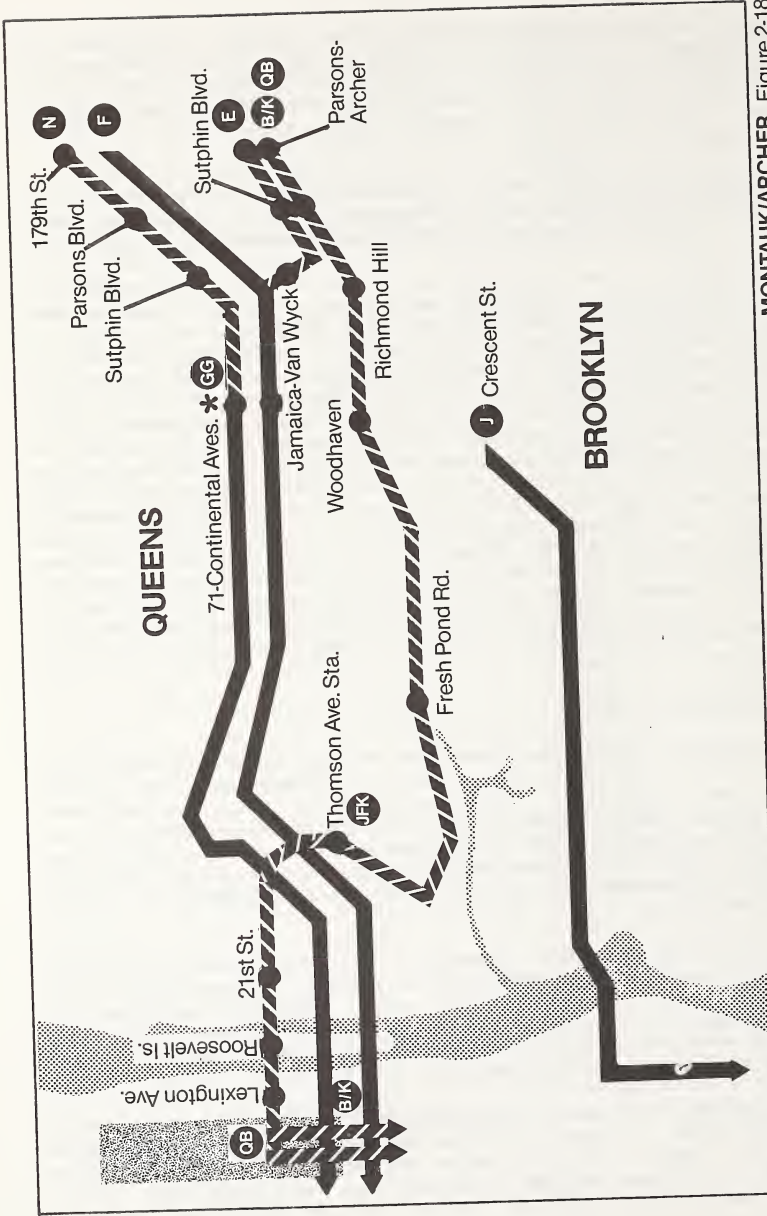 MONTAUK/ARCHER Figure 2-18
179th St.
N
F
Parsons Blvd.
Sutphin Blvd.
Sutphin Blvd.
E
B/K
QB
Parsons-
Archer
71-Continental Aves. *
GG
QUEENS
Jamaica-Van Wyck
Richmond Hill
Woodhaven
J
Crescent St.
BROOKLYN
Fresh Pond Rd.
Thomson Ave. Sta.
JFK
21st St.
Roosevelt Is.
Lexington Ave.
QB
B/K